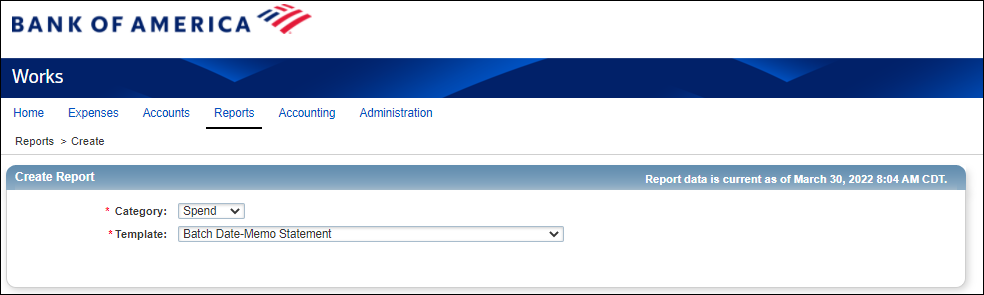 BANK OF AMERICA
Works
Home Expenses Accounts Reports Accounting Administration
Reports > Create
Create Report Report data is current as of March 30, 2022 8:04 AM CDT.
* Category: Spend
* Template: Batch Date-Memo Statement